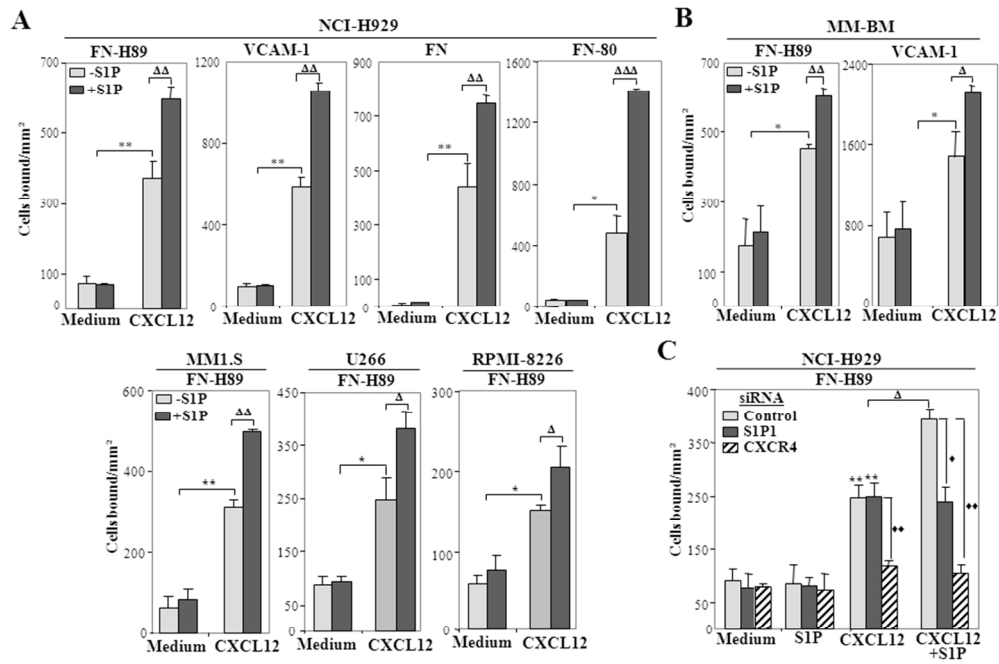 A
NCI-H929
FN-H89 VCAM-1 FN FN-80
-S1P
+S1P
Cells bound/mm²
700
500
300
100
0
** ΔΔ
Medium CXCL12
1200
800
400
0
** ΔΔ
Medium CXCL12
900
750
600
450
300
150
0
** ΔΔ
Medium CXCL12
1600
1400
800
400
0
* ΔΔΔ
Medium CXCL12
B
MM-BM
FN-H89 VCAM-1
-S1P
+S1P
Cells bound/mm²
700
500
300
100
0
* ΔΔ
Medium CXCL12
2400
1600
800
0
* Δ
Medium CXCL12
MM1.S U266 RPMI-8226
FN-H89 FN-H89 FN-H89
-S1P
+S1P
Cells bound/mm²
600
400
200
0
** ΔΔ
Medium CXCL12
450
350
250
150
50
0
* Δ
Medium CXCL12
300
200
100
0
* Δ
Medium CXCL12
C
NCI-H929
FN-H89
siRNA
Control
S1P1
CXCR4
Cells bound/mm²
400
350
250
150
50
0
** ** ♦♦ Δ ♦ ♦♦
Medium S1P CXCL12 CXCL12
+S1P